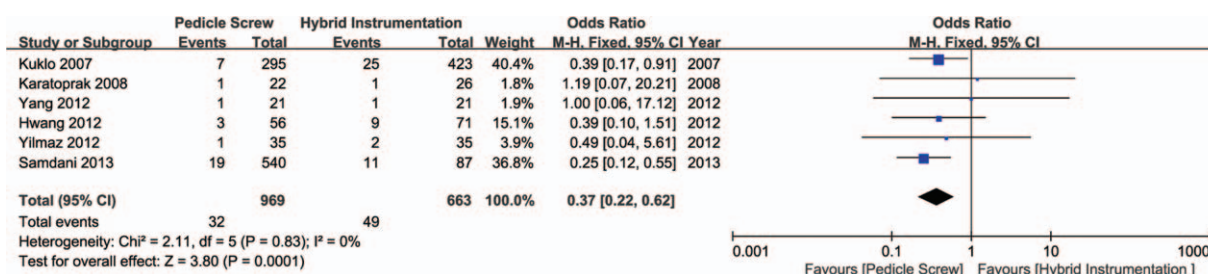 Pedicle Screw Hybrid Instrumentation Odds Ratio Odds Ratio
Study or Subgroup Events Total Events Total Weight M-H, Fixed, 95% CI Year M-H, Fixed, 95% CI
Kuklo 2007 7 295 25 423 40.4% 0.39 [0.17, 0.91] 2007
Karatoprak 2008 1 22 1 26 1.8% 1.19 [0.07, 20.21] 2008
Yang 2012 1 21 1 21 1.9% 1.00 [0.06, 17.12] 2012
Hwang 2012 3 56 9 71 15.1% 0.39 [0.10, 1.51] 2012
Yilmaz 2012 1 35 2 35 3.9% 0.49 [0.04, 5.61] 2012
Samdani 2013 19 540 11 87 36.8% 0.25 [0.12, 0.55] 2013
Total (95% CI) 969 663 100.0% 0.37 [0.22, 0.62]
Total events 32 49
Heterogeneity: Chi² = 2.11, df = 5 (P = 0.83); I² = 0%
Test for overall effect: Z = 3.80 (P = 0.0001)
0.001 0.1 1 10 1000
Favours [Pedicle Screw] Favours [Hybrid Instrumentation ]